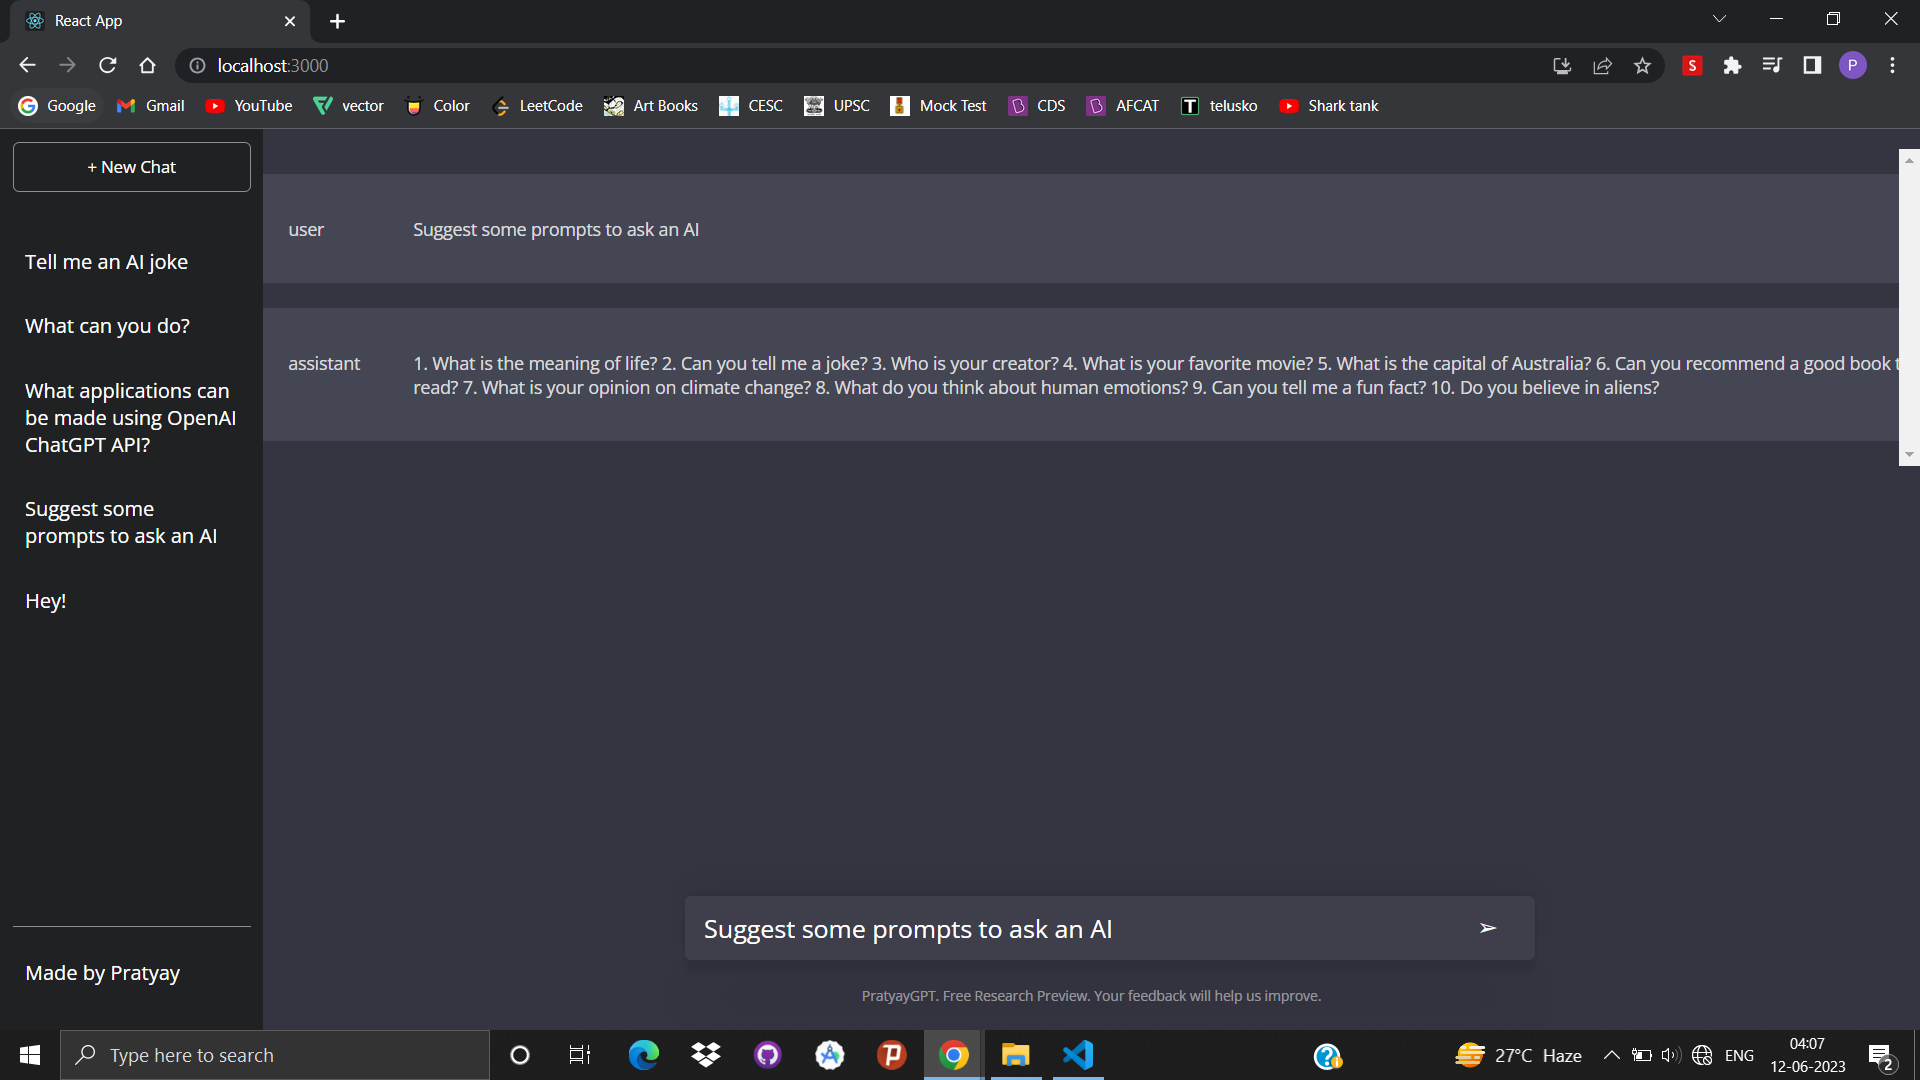 React App
localhost:3000
S
P
Google
Gmail
YouTube
vector
Color
LeetCode
Art Books
CESC
UPSC
Mock Test
CDS
AFCAT
T
telusko
Shark tank
+ New Chat
Tell me an AI joke
What can you do?
What applications can
be made using OpenAI
ChatGPT API?
Suggest some
prompts to ask an AI
Hey!
Made by Pratyay
user
Suggest some prompts to ask an AI
assistant
1. What is the meaning of life? 2. Can you tell me a joke? 3. Who is your creator? 4. What is your favorite movie? 5. What is the capital of Australia? 6. Can you recommend a good book
read? 7. What is your opinion on climate change? 8. What do you think about human emotions? 9. Can you tell me a fun fact? 10. Do you believe in aliens?
Suggest some prompts to ask an AI
PratyayGPT. Free Research Preview. Your feedback will help us improve.
Type here to search
27°C Haze
ENG
04:07
12-06-2023
2